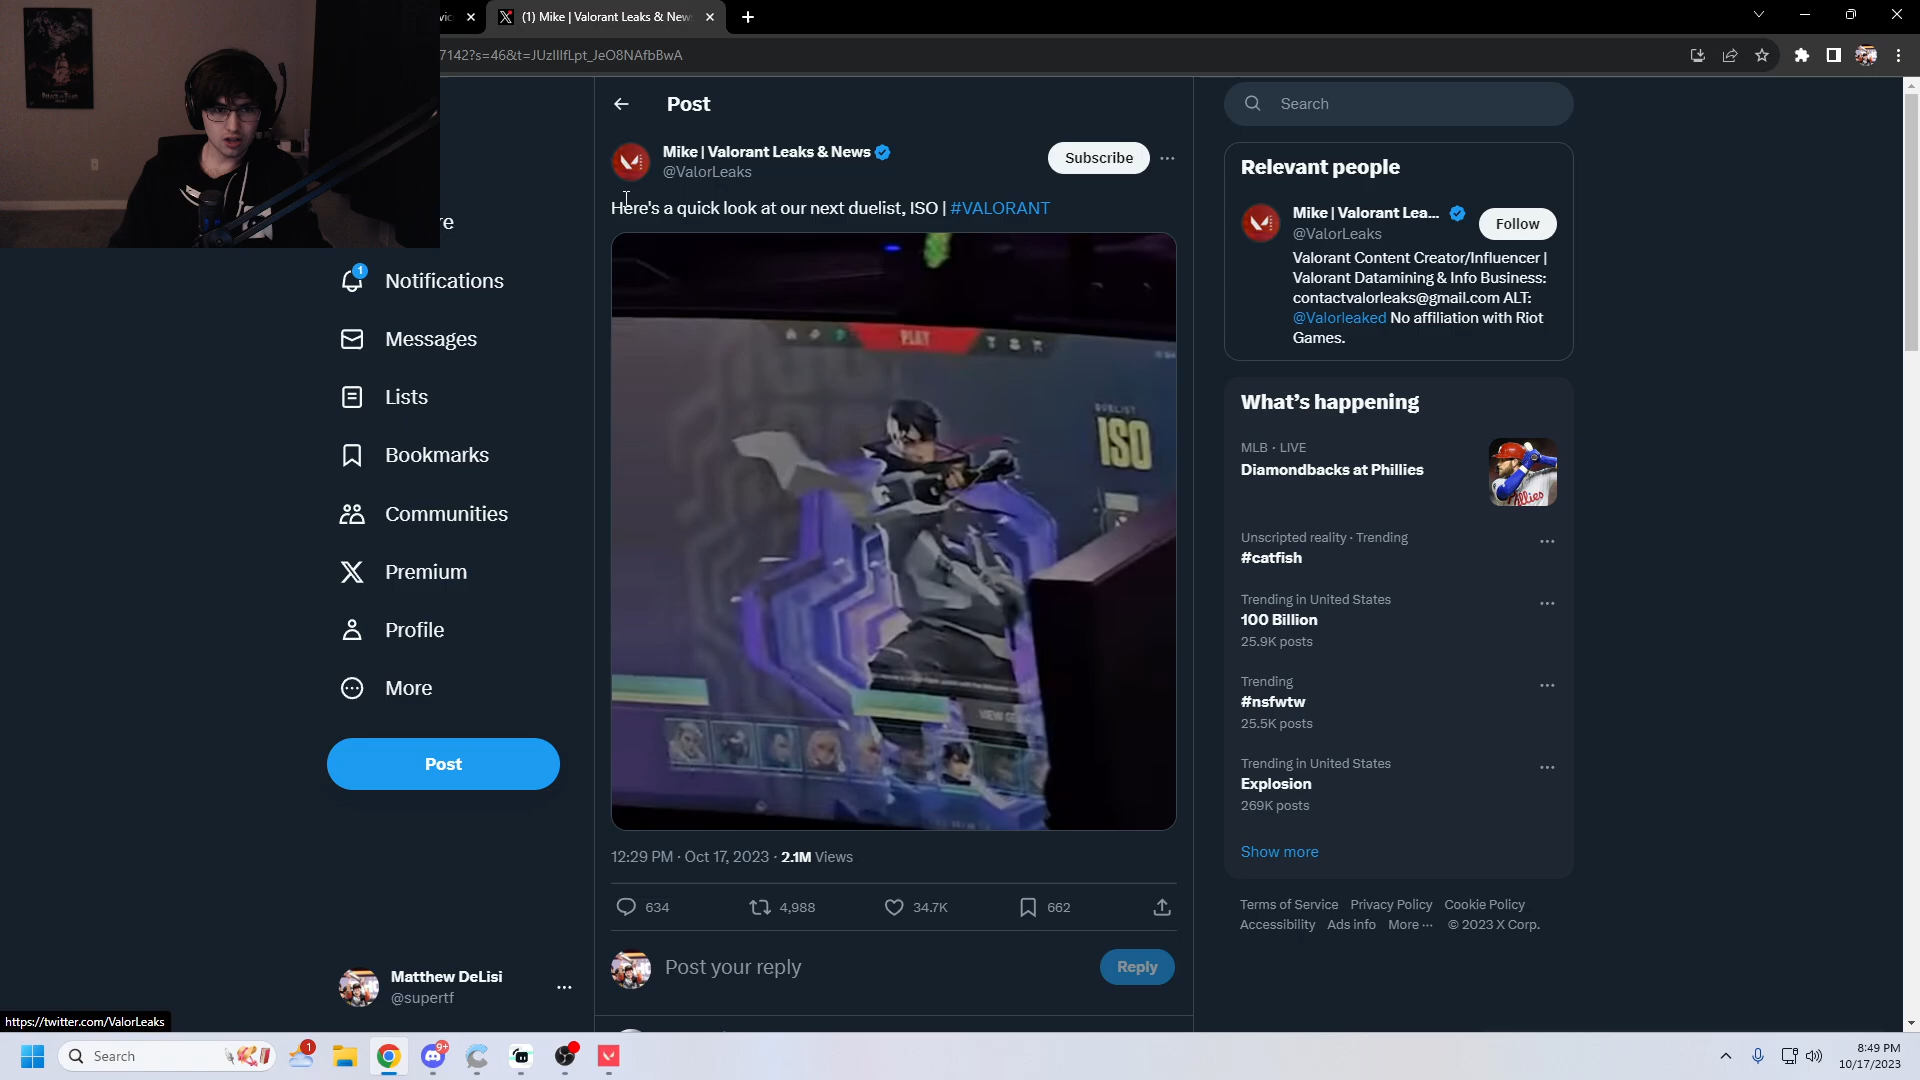 (1) Mike | Valorant Leaks & New
7142?s=46&t=JUzIIIfLpt_JeO8NAfbBwA
Post
Search
Mike | Valorant Leaks & News
@ValorLeaks
Subscribe
Here's a quick look at our next duelist, ISO | #VALORANT
PLAY
DUELIST
ISO
12:29 PM · Oct 17, 2023 · 2.1M Views
634
4,988
34.7K
662
Post your reply
Reply
re
1
Notifications
Messages
Lists
Bookmarks
Communities
Premium
Profile
More
Post
Matthew DeLisi
@supertf
Relevant people
Mike | Valorant Lea...
@ValorLeaks
Follow
Valorant Content Creator/Influencer |
Valorant Datamining & Info Business:
contactvalorleaks@gmail.com ALT:
@Valorleaked No affiliation with Riot
Games.
What's happening
MLB · LIVE
Diamondbacks at Phillies
Unscripted reality · Trending
#catfish
Trending in United States
100 Billion
25.9K posts
Trending
#nsfwtw
25.5K posts
Trending in United States
Explosion
269K posts
Show more
Terms of Service Privacy Policy Cookie Policy
Accessibility Ads info More ··· © 2023 X Corp.
https://twitter.com/ValorLeaks
Search
1
9+
8:49 PM
10/17/2023